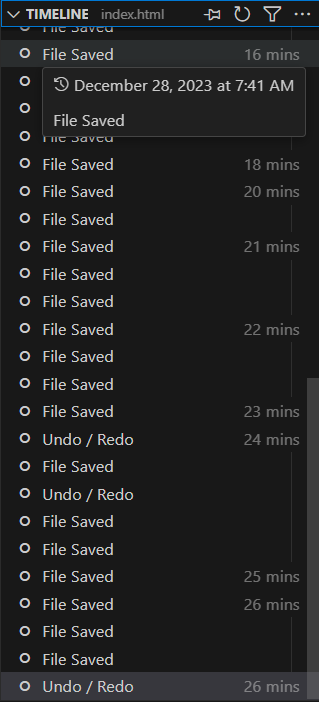 TIMELINE index.html
File Saved
File Saved 16 mins
December 28, 2023 at 7:41 AM
File Saved
File Saved 18 mins
File Saved 20 mins
File Saved
File Saved 21 mins
File Saved
File Saved
File Saved 22 mins
File Saved
File Saved
File Saved 23 mins
Undo / Redo 24 mins
File Saved
Undo / Redo
File Saved
File Saved
File Saved 25 mins
File Saved 26 mins
File Saved
File Saved
Undo / Redo 26 mins